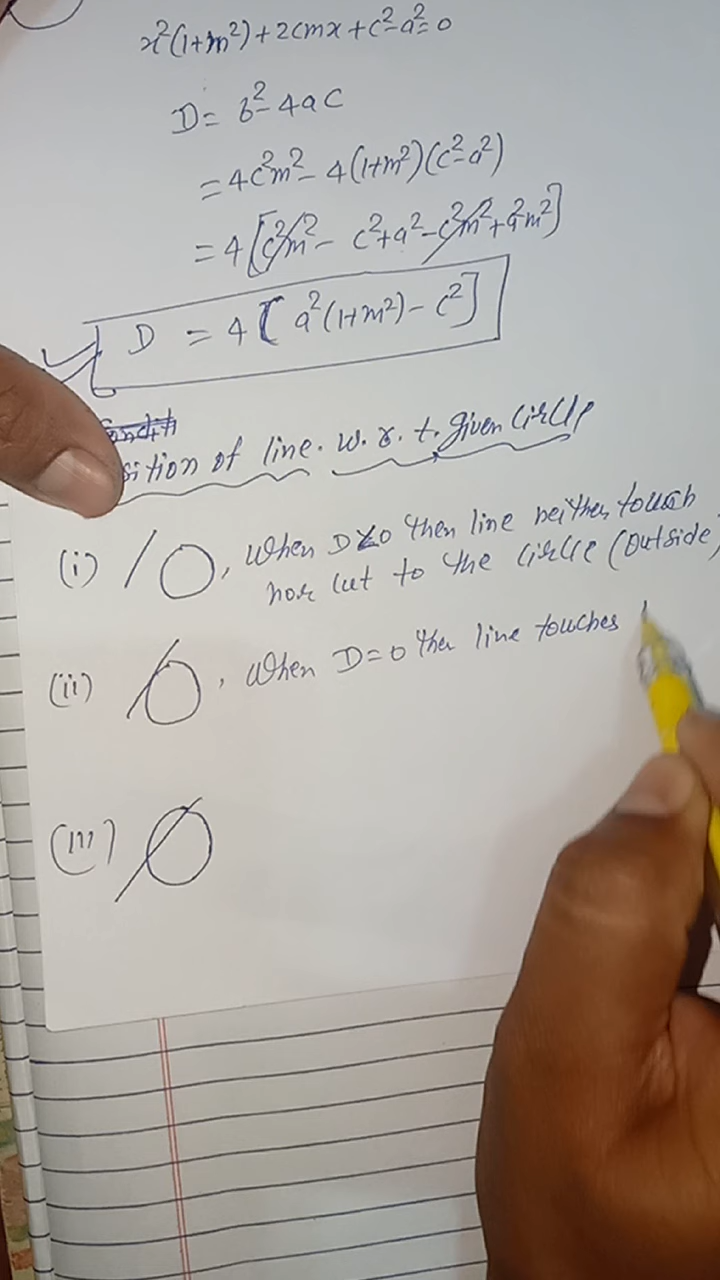 x²(1+m²)+2cmx+c²-a²=0
D= b²-4ac
=4c²m²-4(1+m²)(c²-a²)
=4[c²m²- c²+a²-c²m²+a²m²]
D = 4[a²(1+m²)-c²]
sition of line. w.r.t. given circle
(i) , when D<0 then line neither touch
nor cut to the circle (outside)
(ii) , when D=0 then line touches
(iii)